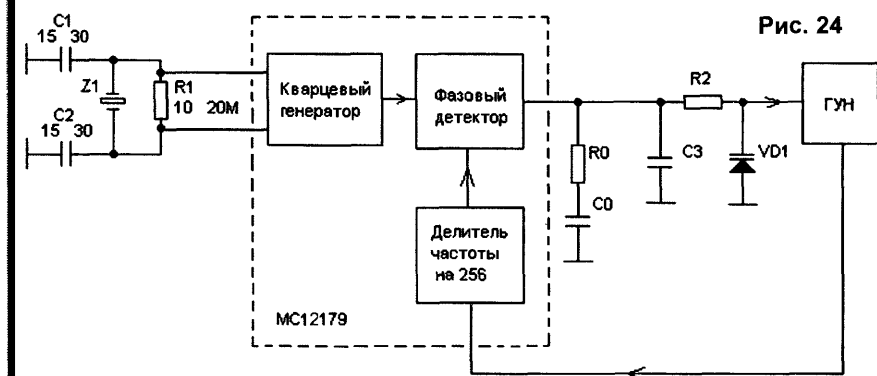 Рис. 24
C1
15 30
Z1
R1
10 20M
C2
15 30
Кварцевый
генератор
Фазовый
детектор
Делитель
частоты
на 256
MC12179
R0
C0
C3
R2
VD1
ГУН